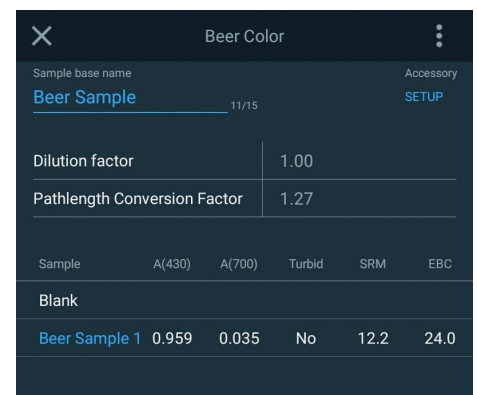 Beer Color
Sample base name Accessory
Beer Sample 11/15 SETUP
Dilution factor 1.00
Pathlength Conversion Factor 1.27
Sample A(430) A(700) Turbid SRM EBC
Blank
Beer Sample 1 0.959 0.035 No 12.2 24.0